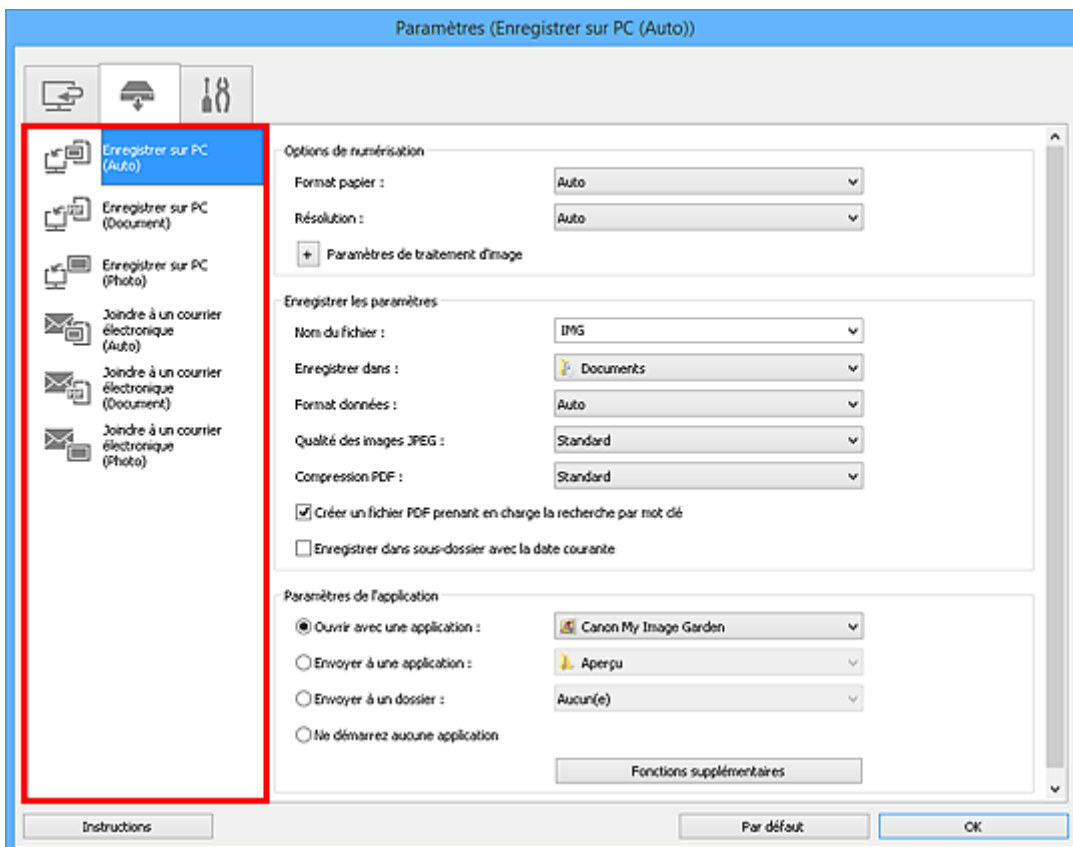 Paramètres (Enregistrer sur PC (Auto))
Enregistrer sur PC
(Auto)
Enregistrer sur PC
(Document)
Enregistrer sur PC
(Photo)
Joindre à un courrier
électronique
(Auto)
Joindre à un courrier
électronique
(Document)
Joindre à un courrier
électronique
(Photo)
Options de numérisation
Format papier : Auto
Résolution : Auto
+ Paramètres de traitement d'image
Enregistrer les paramètres
Nom du fichier : IMG
Enregistrer dans : Documents
Format données : Auto
Qualité des images JPEG : Standard
Compression PDF : Standard
Créer un fichier PDF prenant en charge la recherche par mot clé
Enregistrer dans sous-dossier avec la date courante
Paramètres de l'application
Ouvrir avec une application : Canon My Image Garden
Envoyer à une application : Aperçu
Envoyer à un dossier : Aucun(e)
Ne démarrez aucune application
Fonctions supplémentaires
Instructions Par défaut OK